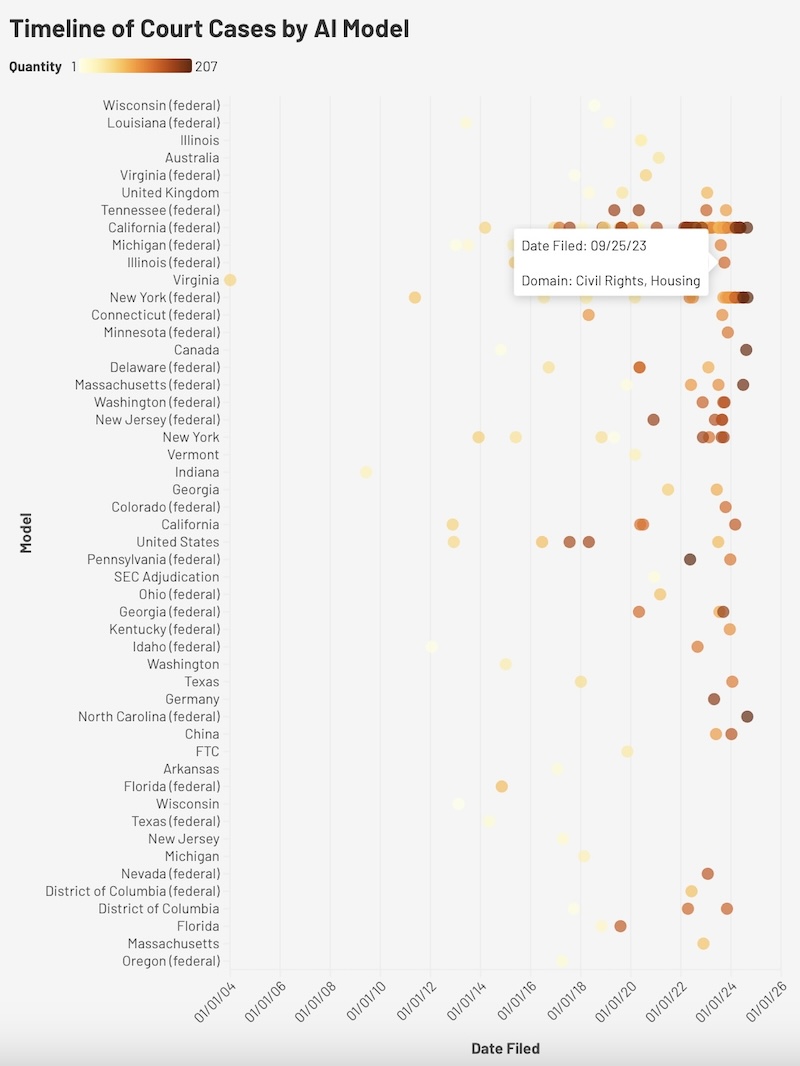 Timeline of Court Cases by AI Model
Quantity 1 207
Wisconsin (federal)
Louisiana (federal)
Illinois
Australia
Virginia (federal)
United Kingdom
Tennessee (federal)
California (federal)
Michigan (federal)
Date Filed: 09/25/23
Illinois (federal)
Virginia
Domain: Civil Rights, Housing
New York (federal)
Connecticut (federal)
Minnesota (federal)
Canada
Delaware (federal)
Massachusetts (federal)
Washington (federal)
New Jersey (federal)
New York
Vermont
Indiana
Georgia
Colorado (federal)
California
Model
United States
Pennsylvania (federal)
SEC Adjudication
Ohio (federal)
Georgia (federal)
Kentucky (federal)
Idaho (federal)
Washington
Texas
Germany
North Carolina (federal)
China
FTC
Arkansas
Florida (federal)
Wisconsin
Texas (federal)
New Jersey
Michigan
Nevada (federal)
District of Columbia (federal)
District of Columbia
Florida
Massachusetts
Oregon (federal)
01/01/04 01/01/06 01/01/08 01/01/10 01/01/12 01/01/14 01/01/16 01/01/18 01/01/20 01/01/22 01/01/24 01/01/26
Date Filed